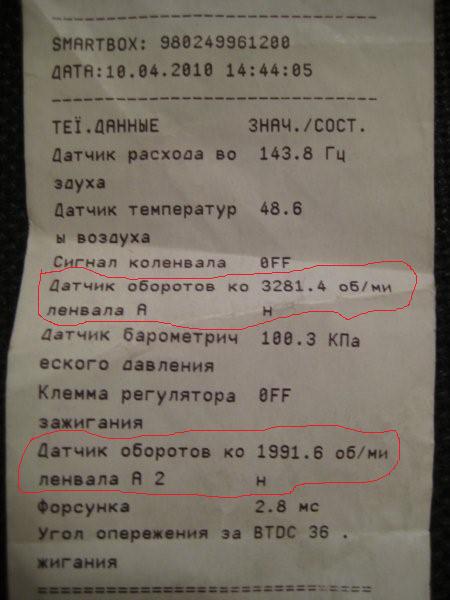 --------------------------------
SMARTBOX: 980249961200
ДАТА:10.04.2010 14:44:05
--------------------------------
ТЕЇ.ДАННЫЕ ЗНАЧ./СОСТ.
Датчик расхода во 143.8 Гц
здуха
Датчик температур 48.6
ы воздуха
Сигнал коленвала OFF
Датчик оборотов ко 3281.4 об/ми
ленвала A н
Датчик барометрич 100.3 КПа
еского давления
Клемма регулятора OFF
зажигания
Датчик оборотов ко 1991.6 об/ми
ленвала A 2 н
Форсунка 2.8 мс
Угол опережения за BTDC 36 .
жигания
================================